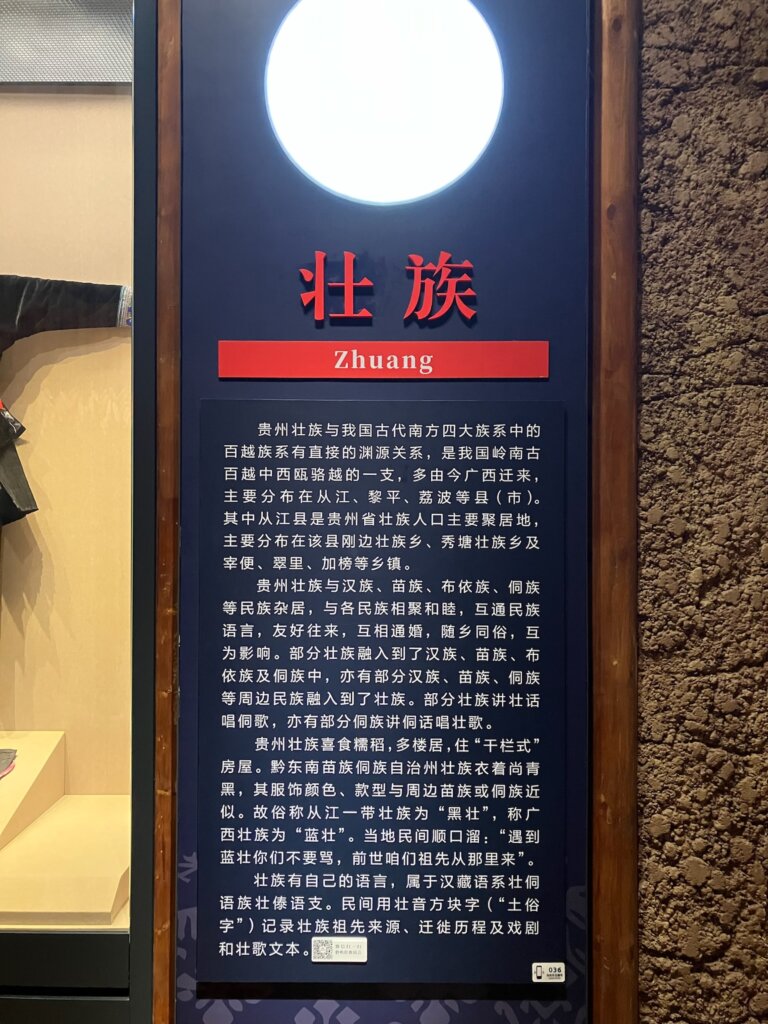 壮族
Zhuang
贵州壮族与我国古代南方四大族系中的
百越族系有直接的渊源关系，是我国岭南古
百越中西瓯骆越的一支，多由今广西迁来，
主要分布在从江、黎平、荔波等县（市）。
其中从江县是贵州省壮族人口主要聚居地，
主要分布在该县刚边壮族乡、秀塘壮族乡及
宰便、翠里、加榜等乡镇。
贵州壮族与汉族、苗族、布依族、侗族
等民族杂居，与各民族相聚和睦，互通民族
语言，友好往来，互相通婚，随乡同俗，互
为影响。部分壮族融入到了汉族、苗族、布
依族及侗族中，亦有部分汉族、苗族、侗族
等周边民族融入到了壮族。部分壮族讲壮话
唱侗歌，亦有部分侗族讲侗话唱壮歌。
贵州壮族喜食糯稻，多楼居，住“干栏式”
房屋。黔东南苗族侗族自治州壮族衣着尚青
黑，其服饰颜色、款型与周边苗族或侗族近
似。故俗称从江一带壮族为“黑壮”，称广
西壮族为“蓝壮”。当地民间顺口溜：“遇到
蓝壮你们不要骂，前世咱们祖先从那里来”。
壮族有自己的语言，属于汉藏语系壮侗
语族壮傣语支。民间用壮音方块字（“土俗
字”）记录壮族祖先来源、迁徙历程及戏剧
和壮歌文本。
036